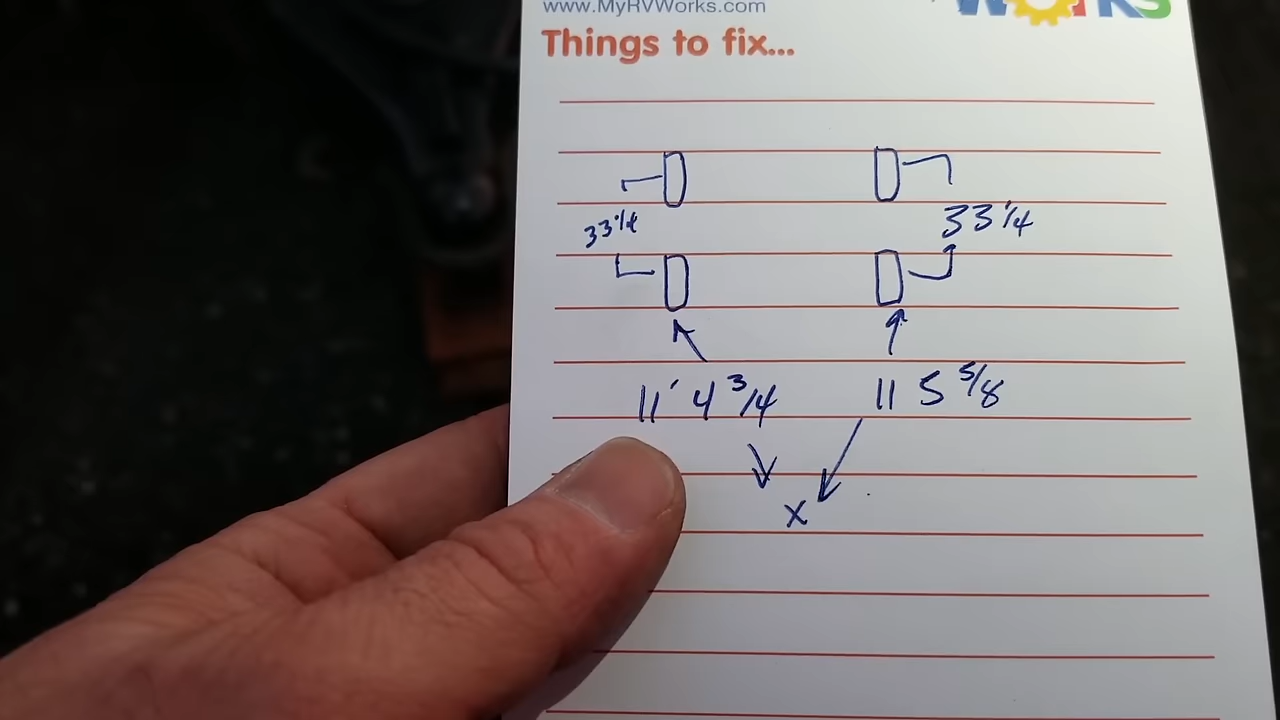 www.MyRVWorks.com
WORKS
Things to fix...
33 1/4
33 1/4
11' 4 3/4
11 5 5/8
x